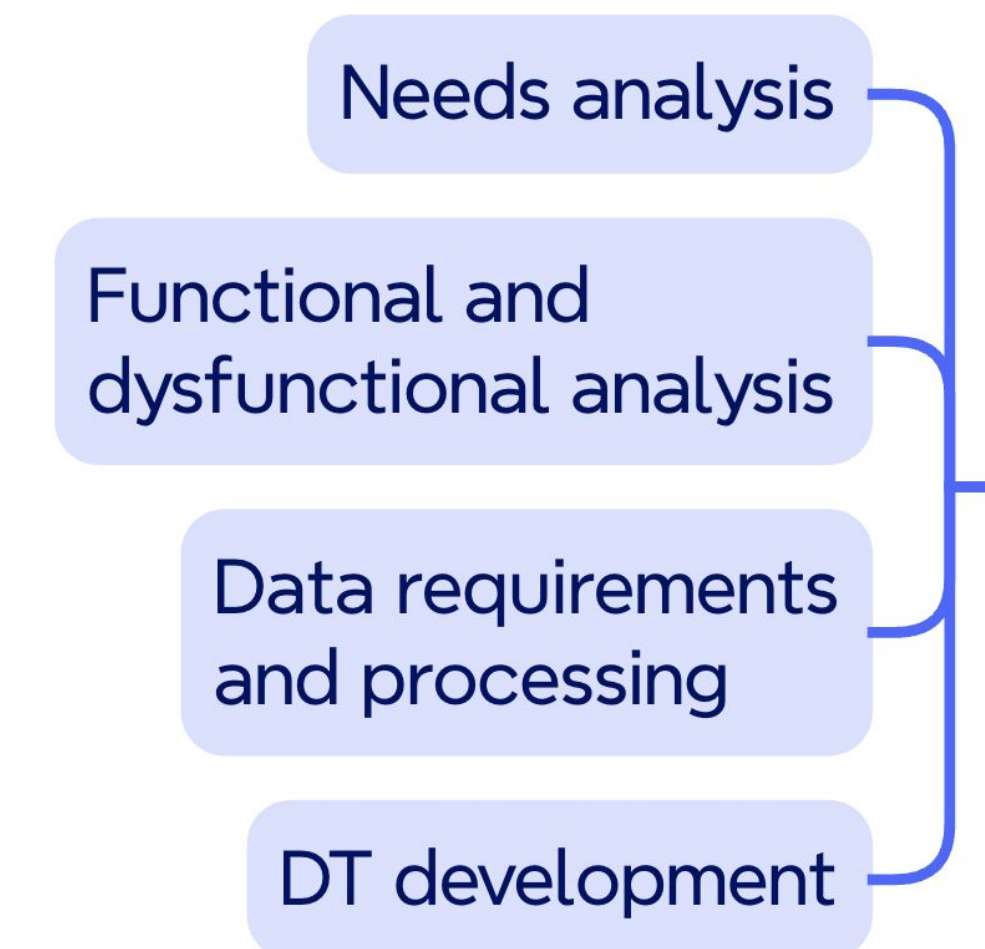 Needs analysis
Functional and
dysfunctional analysis
Data requirements
and processing
DT development